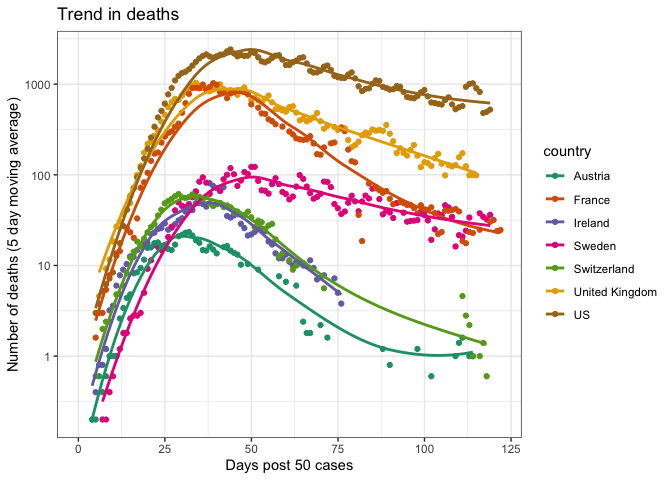 Trend in deaths
Number of deaths (5 day moving average)
1000
100
10
1
0 25 50 75 100 125
Days post 50 cases
country
Austria
France
Ireland
Sweden
Switzerland
United Kingdom
US